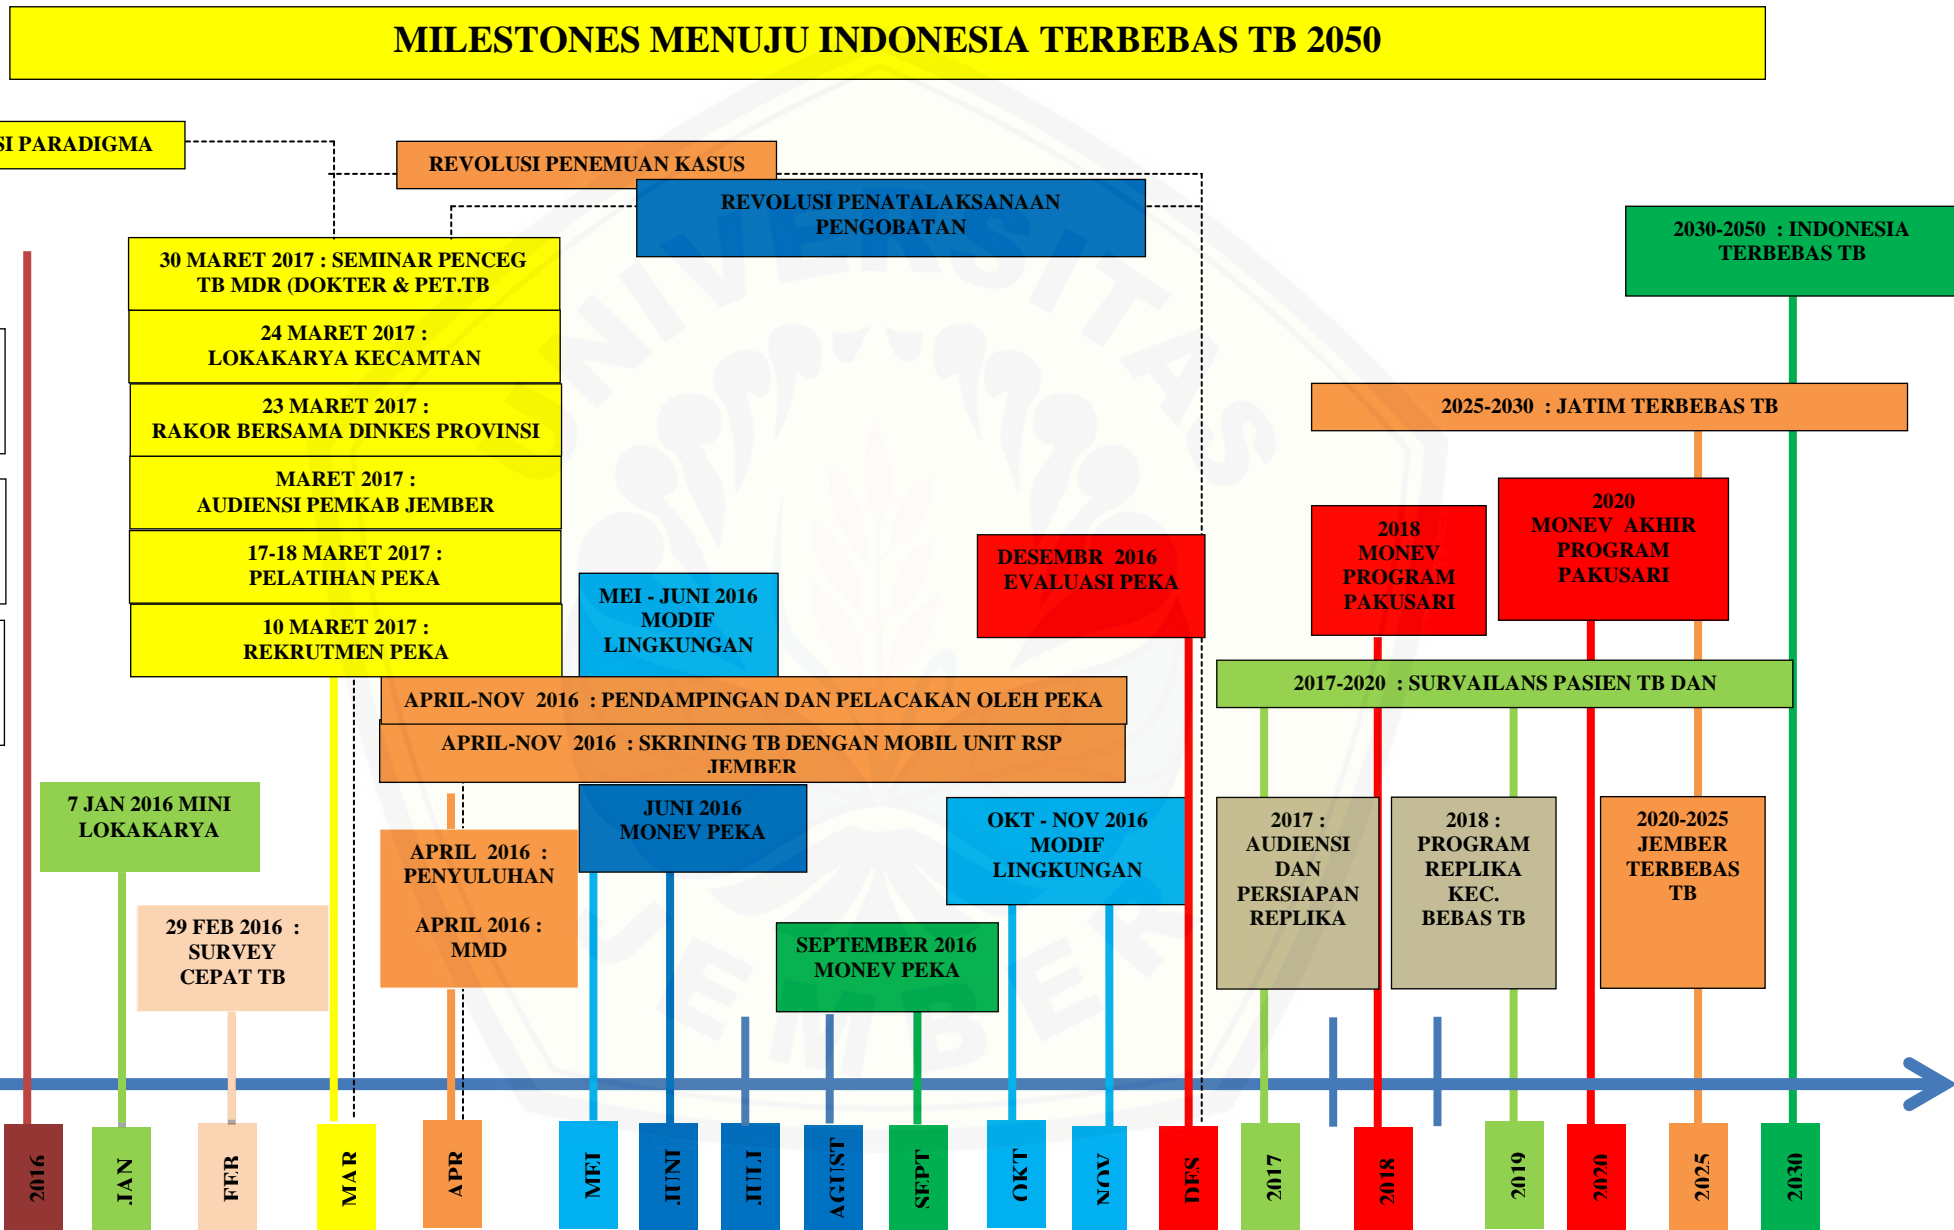 MILESTONES MENUJU INDONESIA TERBEBAS TB 2050
SI PARADIGMA
REVOLUSI PENEMUAN KASUS
REVOLUSI PENATALAKSANAAN
PENGOBATAN
2030-2050 : INDONESIA
TERBEBAS TB
30 MARET 2017 : SEMINAR PENCEG
TB MDR (DOKTER & PET.TB
24 MARET 2017 :
LOKAKARYA KECAMTAN
23 MARET 2017 :
RAKOR BERSAMA DINKES PROVINSI
MARET 2017 :
AUDIENSI PEMKAB JEMBER
17-18 MARET 2017 :
PELATIHAN PEKA
10 MARET 2017 :
REKRUTMEN PEKA
2025-2030 : JATIM TERBEBAS TB
MEI - JUNI 2016
MODIF
LINGKUNGAN
DESEMBR 2016
EVALUASI PEKA
2018
MONEV
PROGRAM
PAKUSARI
2020
MONEV AKHIR
PROGRAM
PAKUSARI
APRIL-NOV 2016 : PENDAMPINGAN DAN PELACAKAN OLEH PEKA
2017-2020 : SURVAILANS PASIEN TB DAN
APRIL-NOV 2016 : SKRINING TB DENGAN MOBIL UNIT RSP
JEMBER
7 JAN 2016 MINI
LOKAKARYA
29 FEB 2016 :
SURVEY
CEPAT TB
APRIL 2016 :
PENYULUHAN
APRIL 2016 :
MMD
JUNI 2016
MONEV PEKA
SEPTEMBER 2016
MONEV PEKA
OKT - NOV 2016
MODIF
LINGKUNGAN
2017 :
AUDIENSI
DAN
PERSIAPAN
REPLIKA
2018 :
PROGRAM
REPLIKA
KEC.
BEBAS TB
2020-2025
JEMBER
TERBEBAS
TB
UNIVERSITAS
JEMBER
2016
JAN
FEB
MAR
APR
MEI
JUNI
JULI
AGUST
SEPT
OKT
NOV
DES
2017
2018
2019
2020
2025
2030